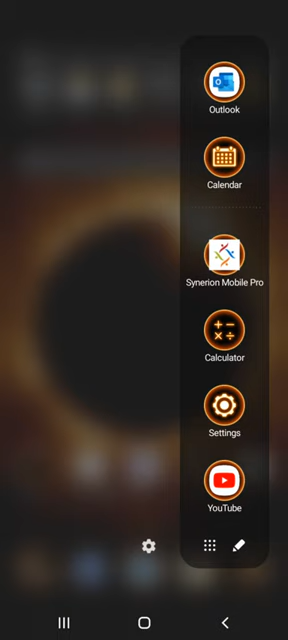 Outlook
Calendar
Synerion Mobile Pro
Calculator
Settings
YouTube